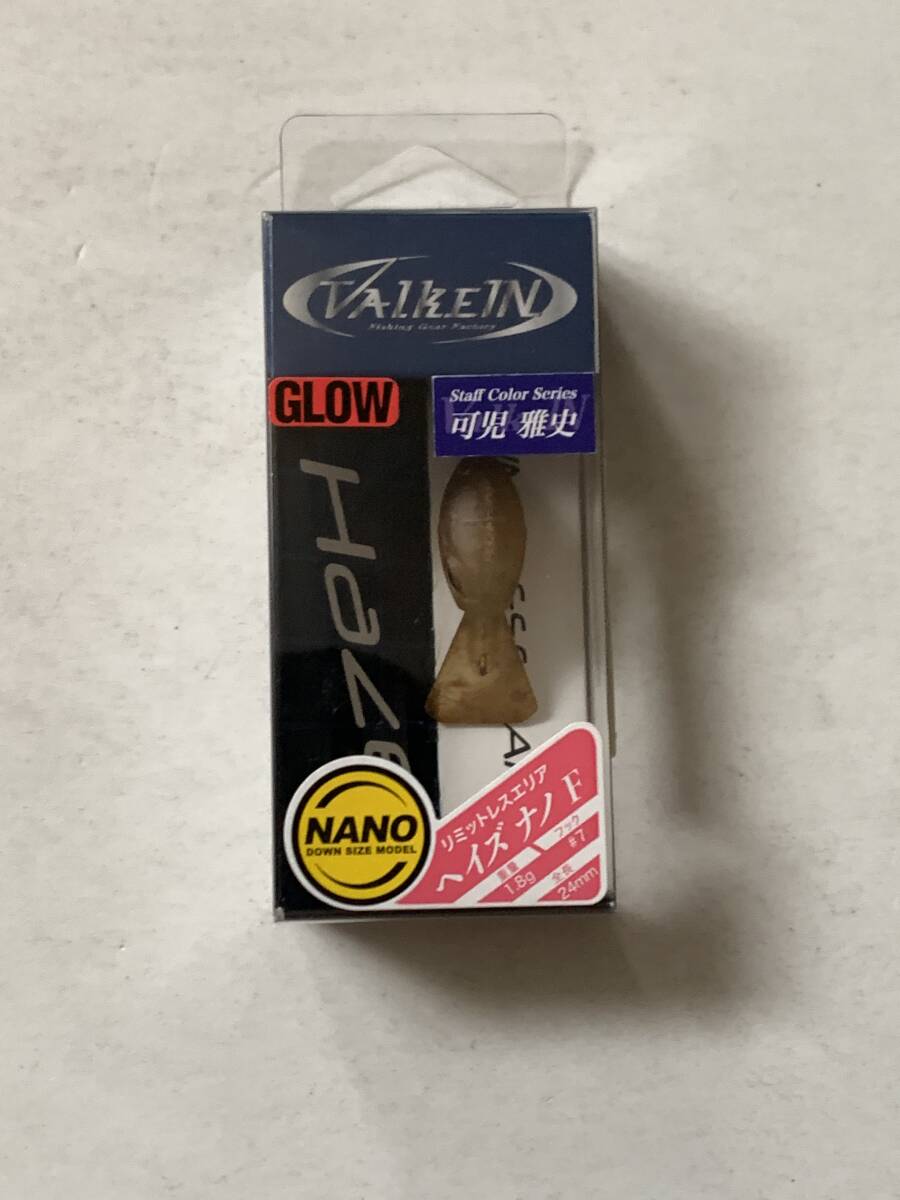 ValkeIN
Fishing Gear Factory
GLOW
Staff Color Series
可児 雅史
Haze
NANO
DOWN SIZE MODEL
リミットレスエリア
ヘイズ ナノ F
重量
1.8g
フック
#7
全長
24mm